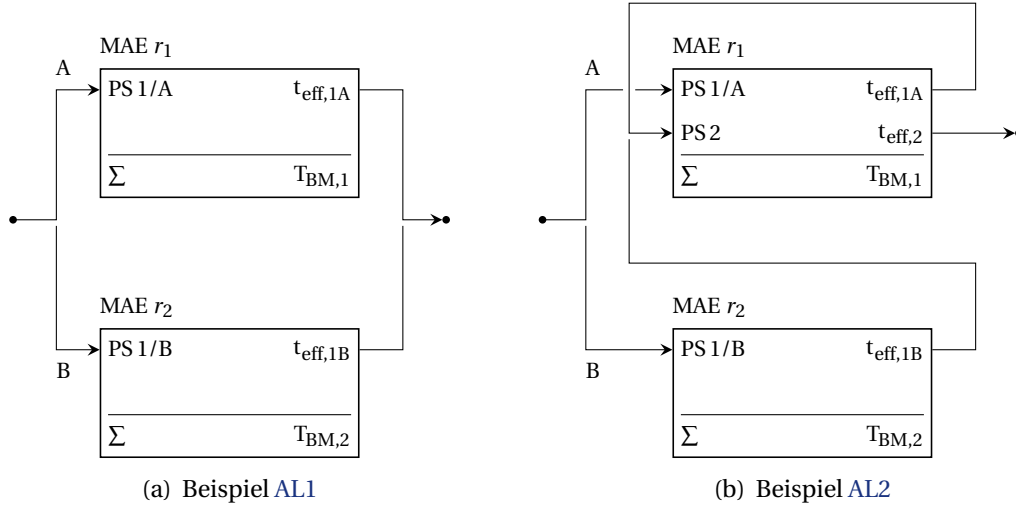 MAE r1
A
PS 1/A teff,1A
Σ TBM,1
MAE r2
B
PS 1/B teff,1B
Σ TBM,2
(a) Beispiel AL1
MAE r1
A
PS 1/A teff,1A
PS 2 teff,2
Σ TBM,1
MAE r2
B
PS 1/B teff,1B
Σ TBM,2
(b) Beispiel AL2